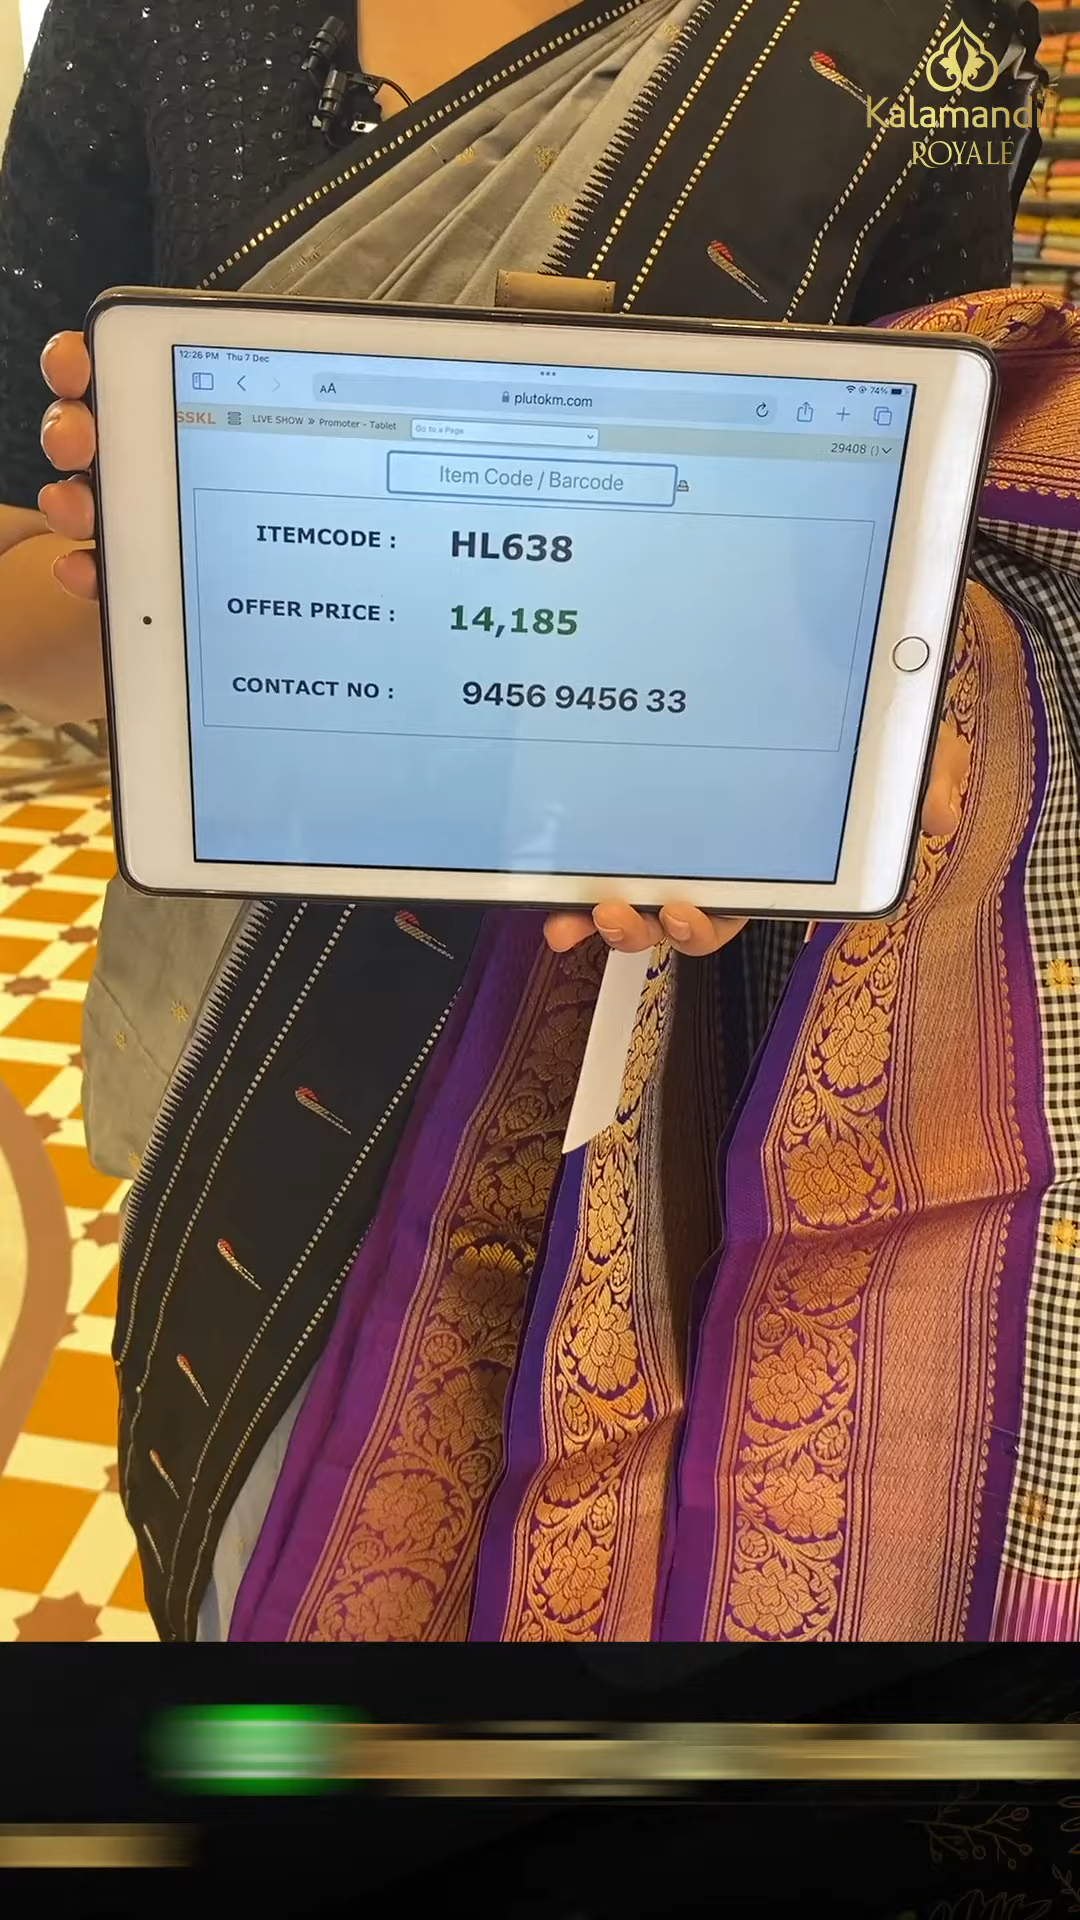 Kalamandir
ROYALÉ
12:26 PM Thu 7 Dec
74%
AA
plutokm.com
SSKL
LIVE SHOW » Promoter - Tablet
Go to a Page
29408 ()
Item Code / Barcode
ITEMCODE : HL638
OFFER PRICE : 14,185
CONTACT NO : 9456 9456 33